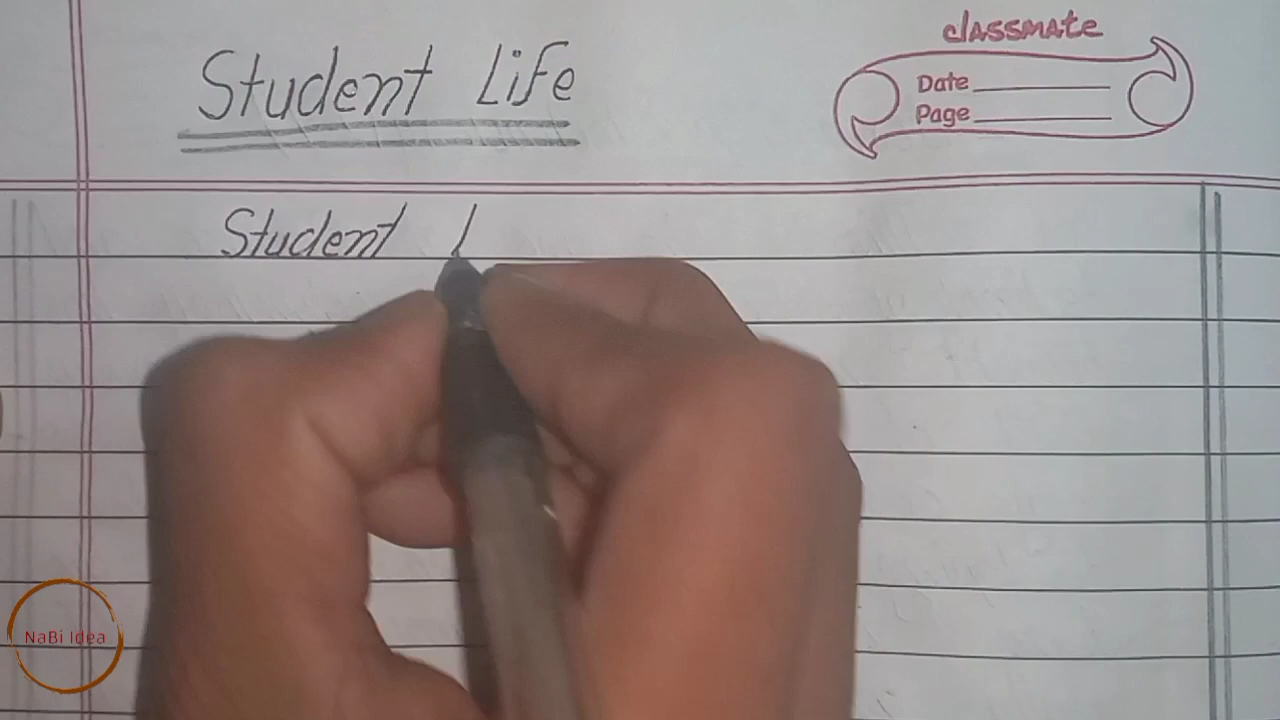 classmate
Student Life
Date
Page
Student l
NaBi Idea